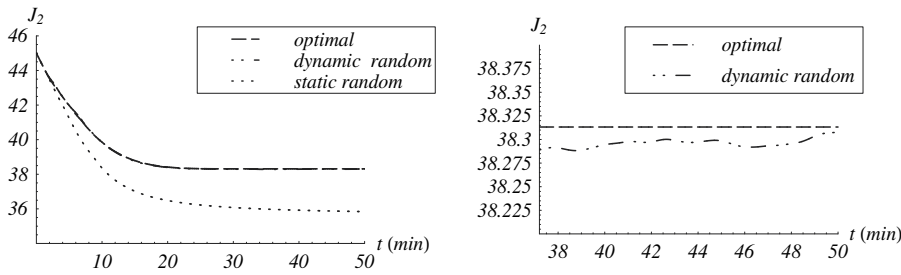 J2
46
44
42
40
38
36
10
20
30
40
50
t (min)
optimal
dynamic random
static random
J2
38.375
38.35
38.325
38.3
38.275
38.25
38.225
38
40
42
44
46
48
50
t (min)
optimal
dynamic random